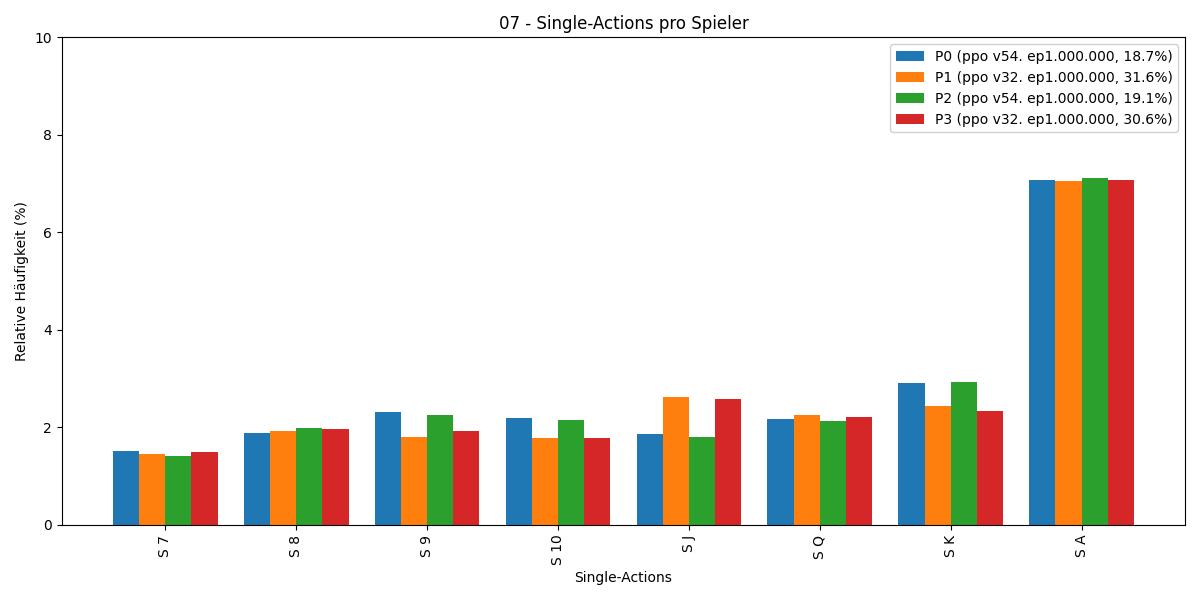 07 - Single-Actions pro Spieler
P0 (ppo v54. ep1.000.000, 18.7%)
P1 (ppo v32. ep1.000.000, 31.6%)
P2 (ppo v54. ep1.000.000, 19.1%)
P3 (ppo v32. ep1.000.000, 30.6%)
Relative Häufigkeit (%)
10
8
6
4
2
0
S 7
S 8
S 9
S 10
S J
S Q
S K
S A
Single-Actions